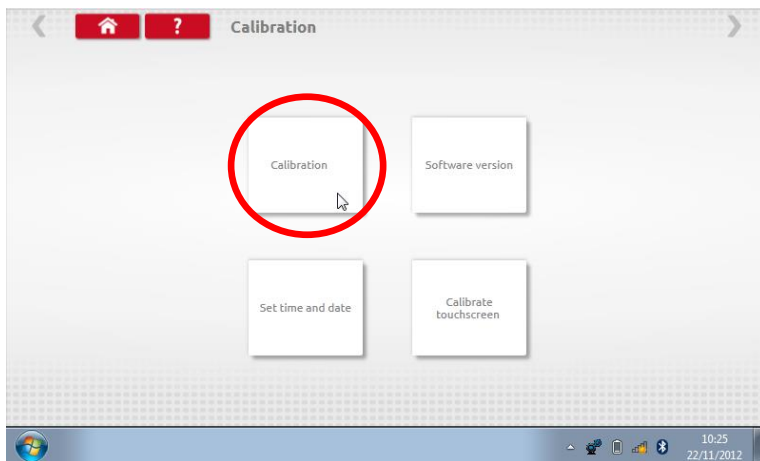 ? Calibration
Calibration
Software version
Set time and date
Calibrate
touchscreen
10:25
22/11/2012